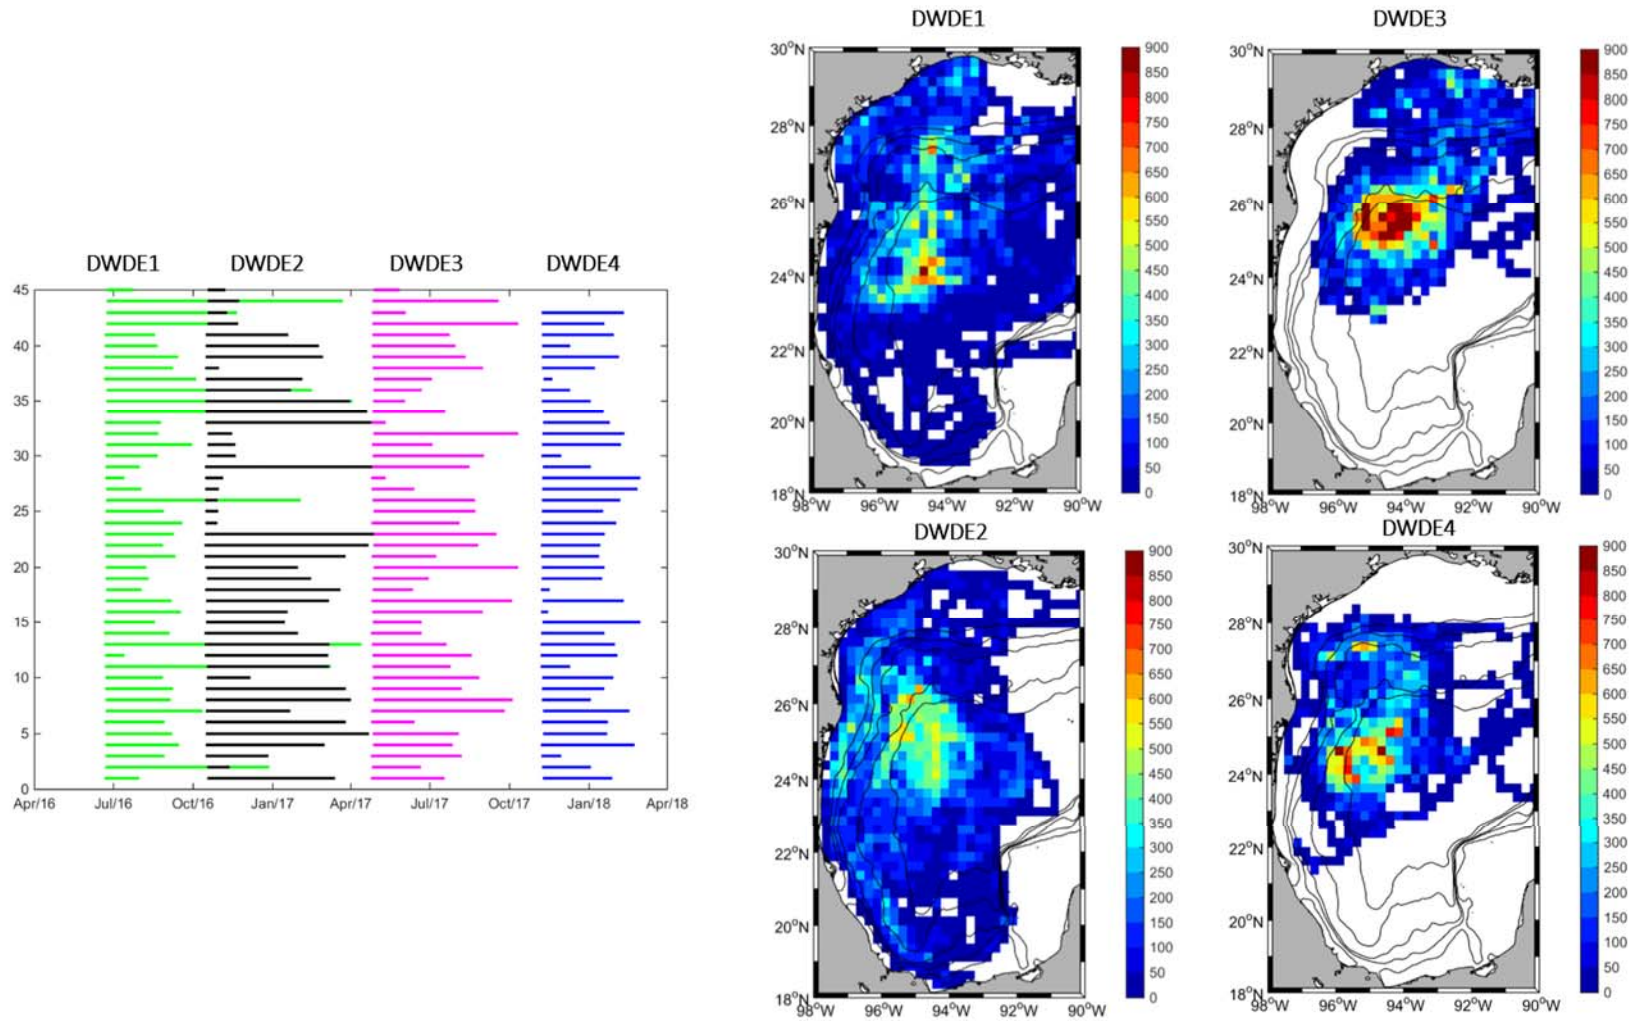 DWDE1 DWDE2 DWDE3 DWDE4
45
40
35
30
25
20
15
10
5
0
Apr/16 Jul/16 Oct/16 Jan/17 Apr/17 Jul/17 Oct/17 Jan/18 Apr/18
DWDE1
30°N
28°N
26°N
24°N
22°N
20°N
18°N
98°W 96°W 94°W 92°W 90°W
900
850
800
750
700
650
600
550
500
450
400
350
300
250
200
150
100
50
0
DWDE3
30°N
28°N
26°N
24°N
22°N
20°N
18°N
98°W 96°W 94°W 92°W 90°W
900
850
800
750
700
650
600
550
500
450
400
350
300
250
200
150
100
50
0
DWDE2
30°N
28°N
26°N
24°N
22°N
20°N
18°N
98°W 96°W 94°W 92°W 90°W
900
850
800
750
700
650
600
550
500
450
400
350
300
250
200
150
100
50
0
DWDE4
30°N
28°N
26°N
24°N
22°N
20°N
18°N
98°W 96°W 94°W 92°W 90°W
900
850
800
750
700
650
600
550
500
450
400
350
300
250
200
150
100
50
0